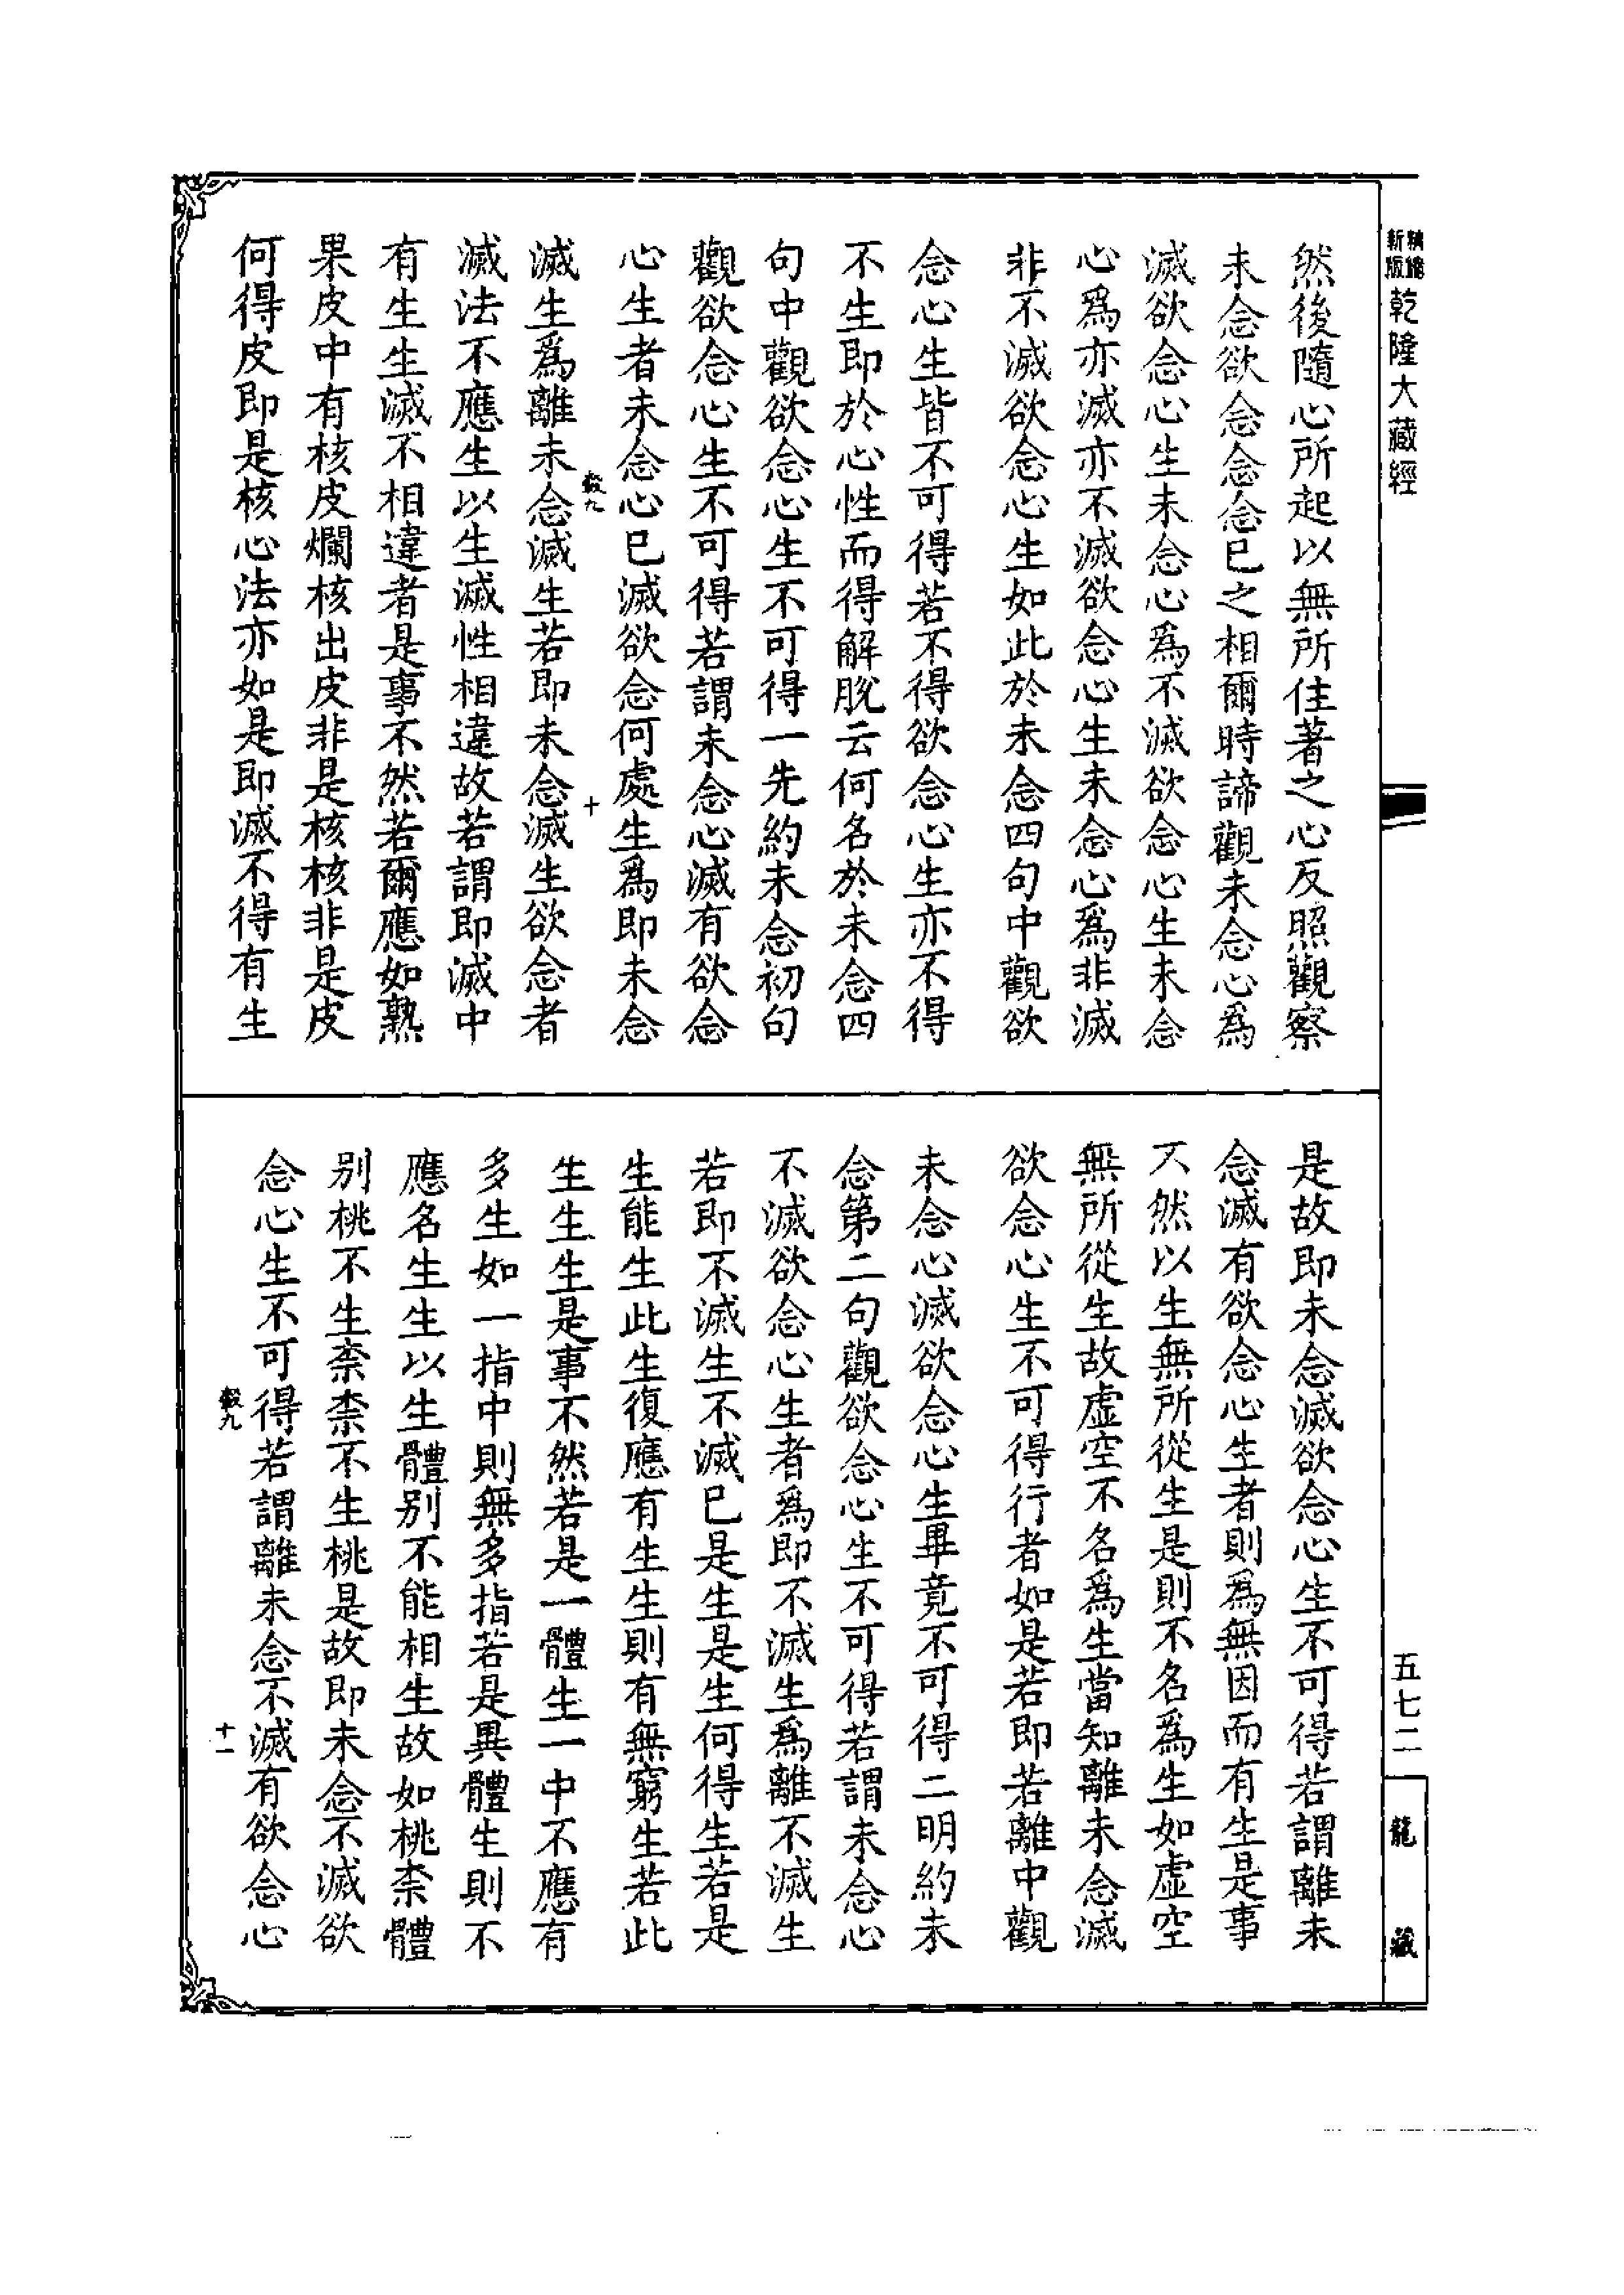 精繪
新版
乾隆大藏經
然後隨心所起以無所住著之心反照觀察
未念欲念念念已之相爾時諦觀未念心為
滅欲念心生未念心為不滅欲念心生未念
心爲亦滅亦不滅欲念心生未念心爲非滅
非不滅欲念心生如此於未念四句中觀欲
念心生皆不可得若不得欲念心生亦不得
不生即於心性而得解脫云何名於未念四
句中觀欲念心生不可得一先約未念初句
觀欲念心生不可得若謂未念心滅有欲念
心生者未念心已滅欲念何處生爲即未念
穀九
十
滅生爲離未念滅生若即未念滅生欲念者
滅法不應生以生滅性相違故若謂即滅中
有生生滅不相違者是事不然若爾應如熟
果皮中有核皮爛核出皮非是核核非是皮
何得皮即是核心法亦如是即滅不得有生
是故即未念滅欲念心生不可得若謂離未
念滅有欲念心生者則爲無因而有生是事
不然以生無所從生是則不名爲生如虛空
無所從生故虛空不名爲生當知離未念滅
欲念心生不可得行者如是若即若離中觀
未念心滅欲念心生畢竟不可得二明約未
念第二句觀欲念心生不可得若謂未念心
不滅欲念心生者爲即不滅生爲離不滅生
若即不滅生不滅已是生是生何得生若是
生能生此生復應有生生則有無窮生若此
生生生是事不然若是一體生一中不應有
多生如一指中則無多指若是異體生則不
應名生生以生體别不能相生故如桃柰體
别桃不生柰柰不生桃是故即未念不滅欲
念心生不可得若謂離未念不滅有欲念心
穀九
十一
五七二
龍藏